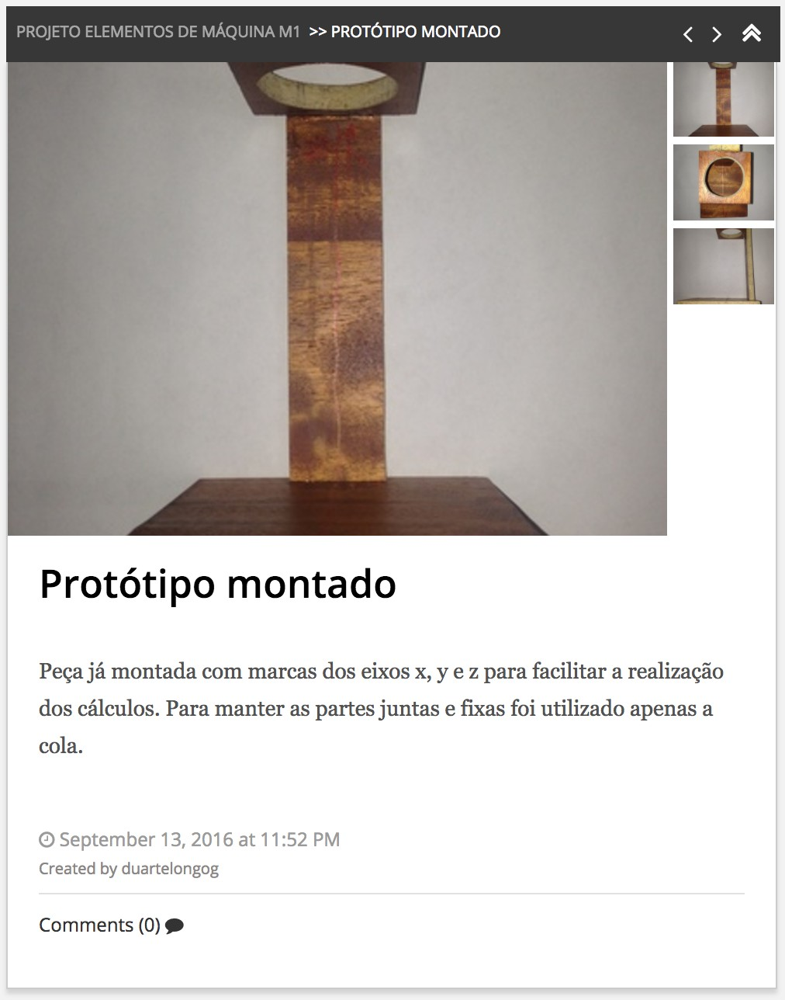 PROJETO ELEMENTOS DE MÁQUINA M1 >> PROTÓTIPO MONTADO
Protótipo montado
Peça já montada com marcas dos eixos x, y e z para facilitar a realização
dos cálculos. Para manter as partes juntas e fixas foi utilizado apenas a
cola.
September 13, 2016 at 11:52 PM
Created by duartelongog
Comments (0)